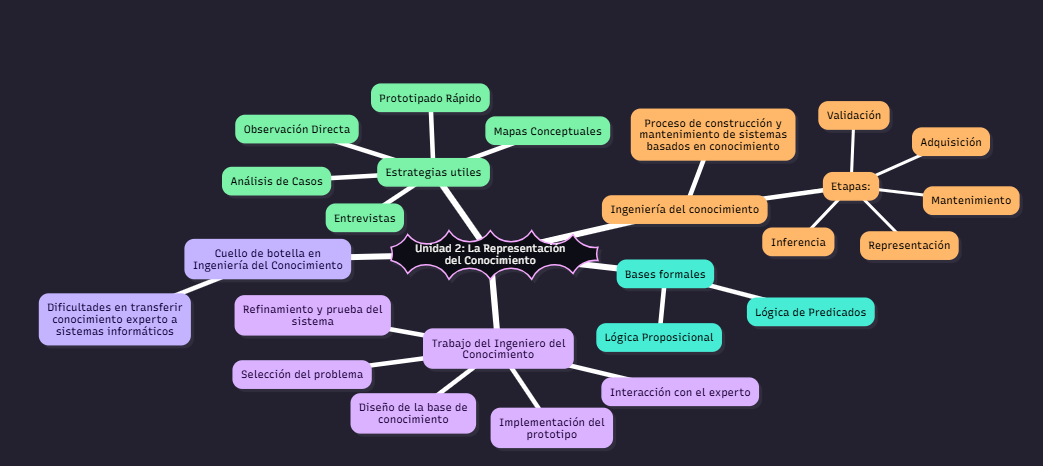 Prototipado Rápido
Observación Directa
Mapas Conceptuales
Análisis de Casos
Estrategias utiles
Entrevistas
Proceso de construcción y
mantenimiento de sistemas
basados en conocimiento
Ingeniería del conocimiento
Validación
Adquisición
Etapas:
Mantenimiento
Inferencia
Representación
Unidad 2: La Representación
del Conocimiento
Cuello de botella en
Ingeniería del Conocimiento
Dificultades en transferir
conocimiento experto a
sistemas informáticos
Bases formales
Lógica de Predicados
Lógica Proposicional
Refinamiento y prueba del
sistema
Trabajo del Ingeniero del
Conocimiento
Selección del problema
Diseño de la base de
conocimiento
Implementación del
prototipo
Interacción con el experto